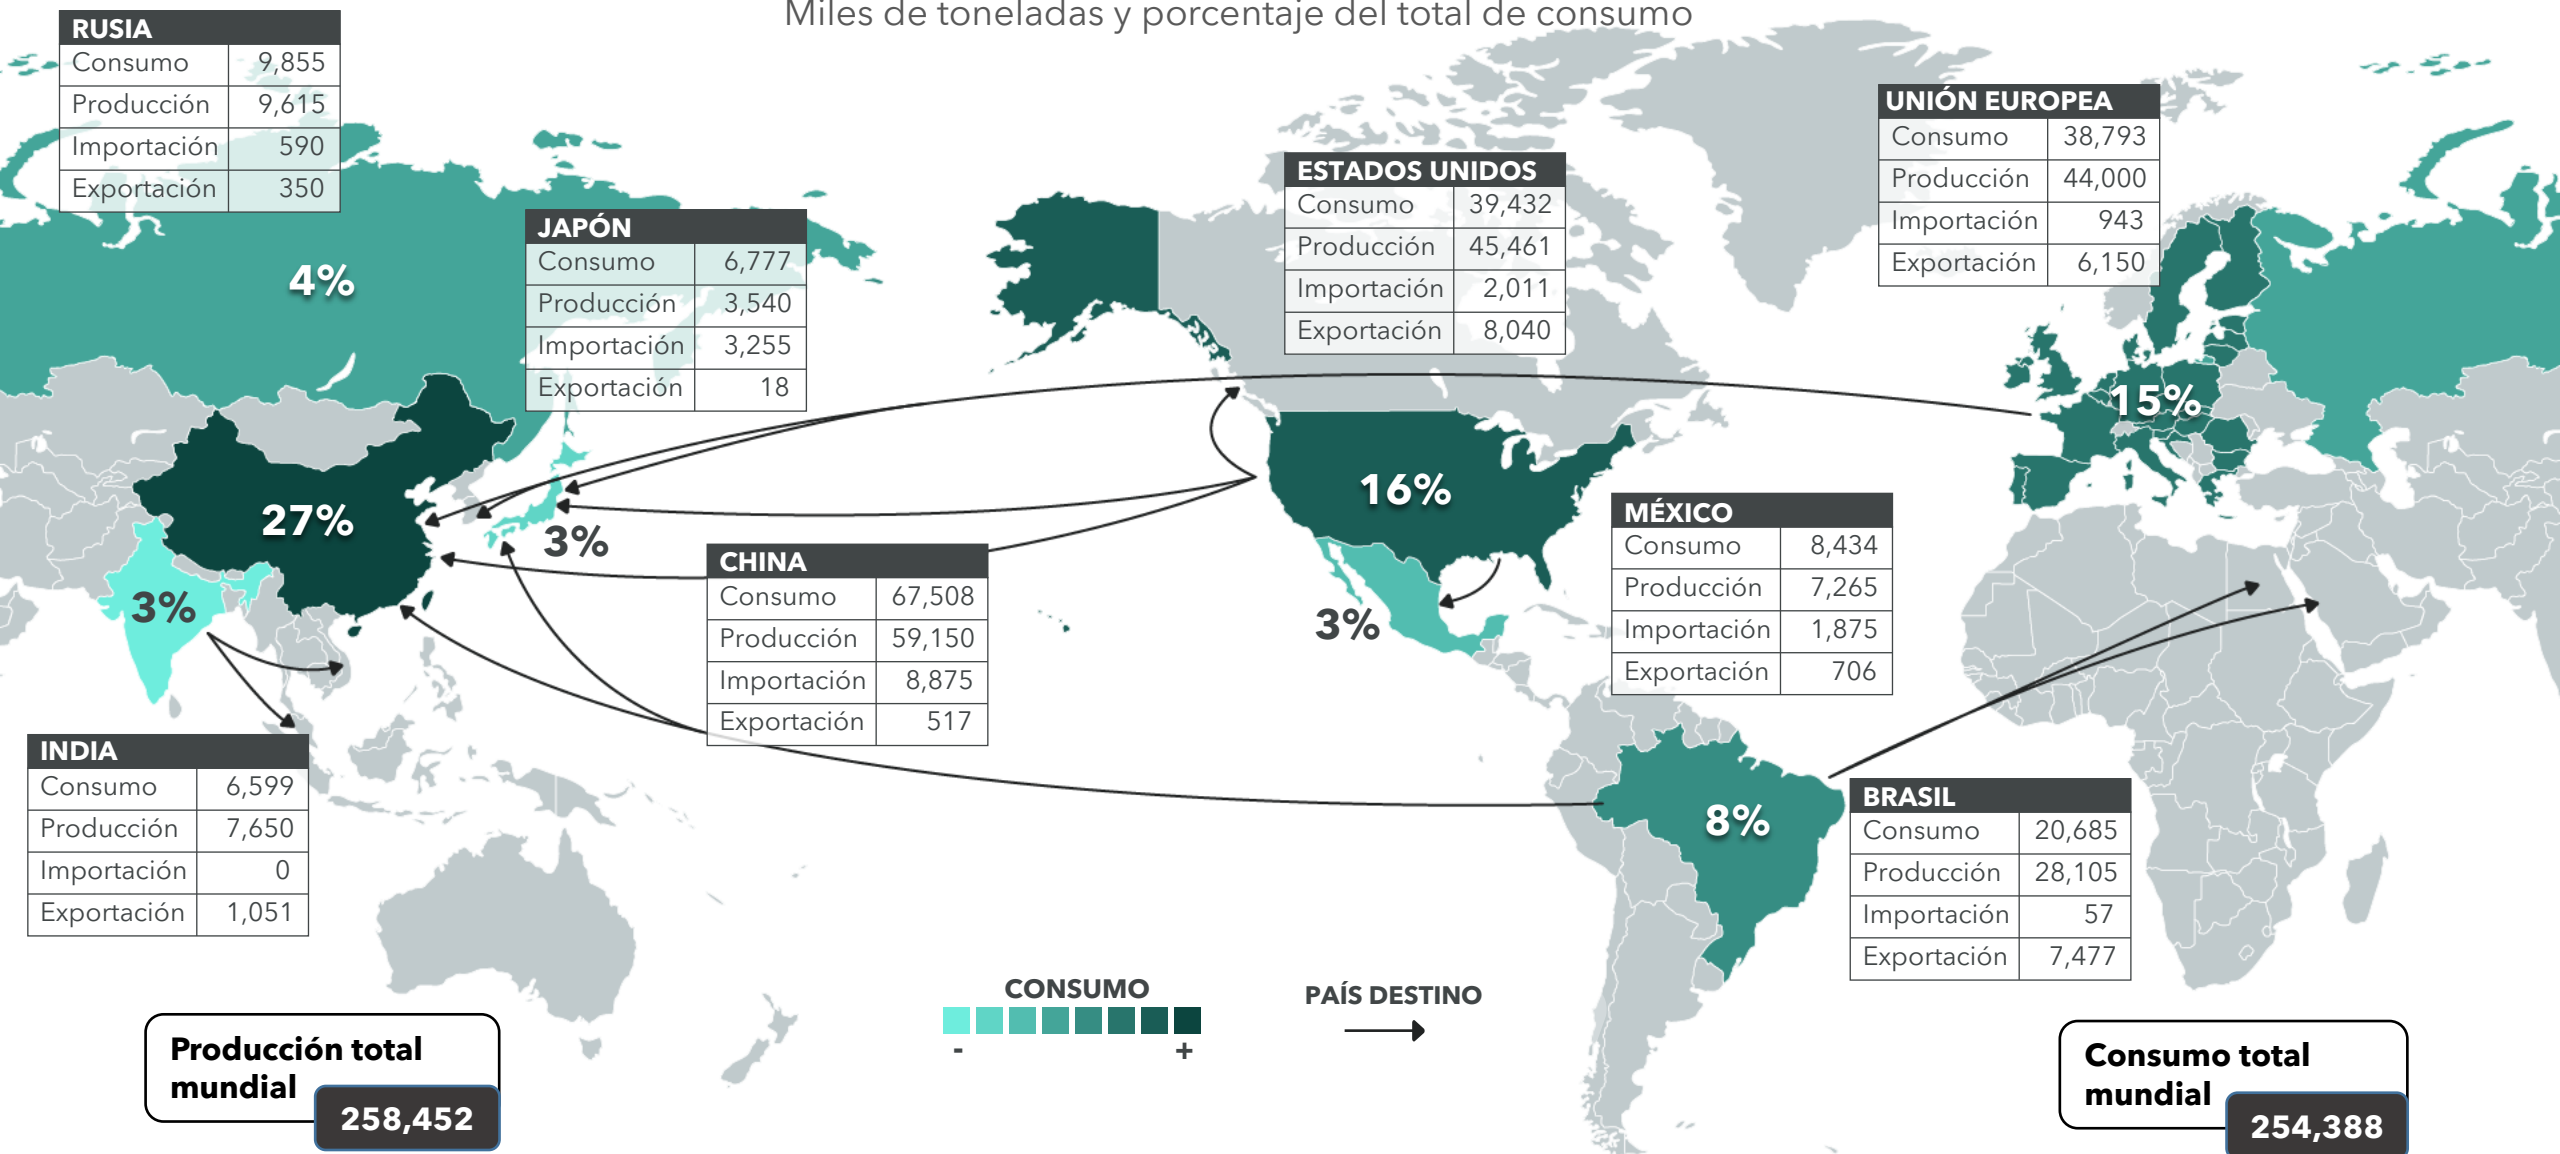 Miles de toneladas y porcentaje del total de consumo
RUSIA
Consumo 9,855
Producción 9,615
Importación 590
Exportación 350
4%
JAPÓN
Consumo 6,777
Producción 3,540
Importación 3,255
Exportación 18
3%
ESTADOS UNIDOS
Consumo 39,432
Producción 45,461
Importación 2,011
Exportación 8,040
16%
UNIÓN EUROPEA
Consumo 38,793
Producción 44,000
Importación 943
Exportación 6,150
15%
27%
CHINA
Consumo 67,508
Producción 59,150
Importación 8,875
Exportación 517
MÉXICO
Consumo 8,434
Producción 7,265
Importación 1,875
Exportación 706
3%
3%
INDIA
Consumo 6,599
Producción 7,650
Importación 0
Exportación 1,051
8%
BRASIL
Consumo 20,685
Producción 28,105
Importación 57
Exportación 7,477
CONSUMO
- +
PAÍS DESTINO
Producción total
mundial
258,452
Consumo total
mundial
254,388